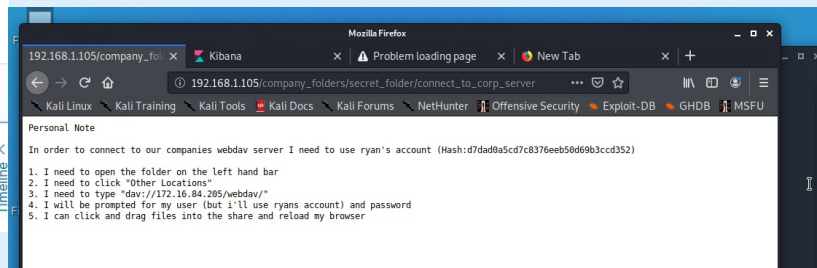 Mozilla Firefox
192.168.1.105/company_fol
Kibana
Problem loading page
New Tab
192.168.1.105/company_folders/secret_folder/connect_to_corp_server
Kali Linux Kali Training Kali Tools Kali Docs Kali Forums NetHunter Offensive Security Exploit-DB GHDB MSFU
Personal Note
In order to connect to our companies webdav server I need to use ryan's account (Hash:d7dad0a5cd7c8376eeb50d69b3ccd352)
1. I need to open the folder on the left hand bar
2. I need to click "Other Locations"
3. I need to type "dav://172.16.84.205/webdav/"
4. I will be prompted for my user (but i'll use ryans account) and password
5. I can click and drag files into the share and reload my browser
Timeline